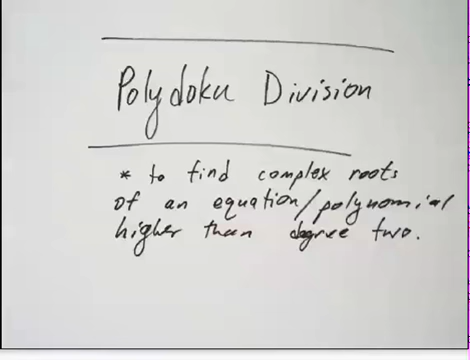 Polydoku Division
* to find complex roots
of an equation/polynomial
higher than degree two.